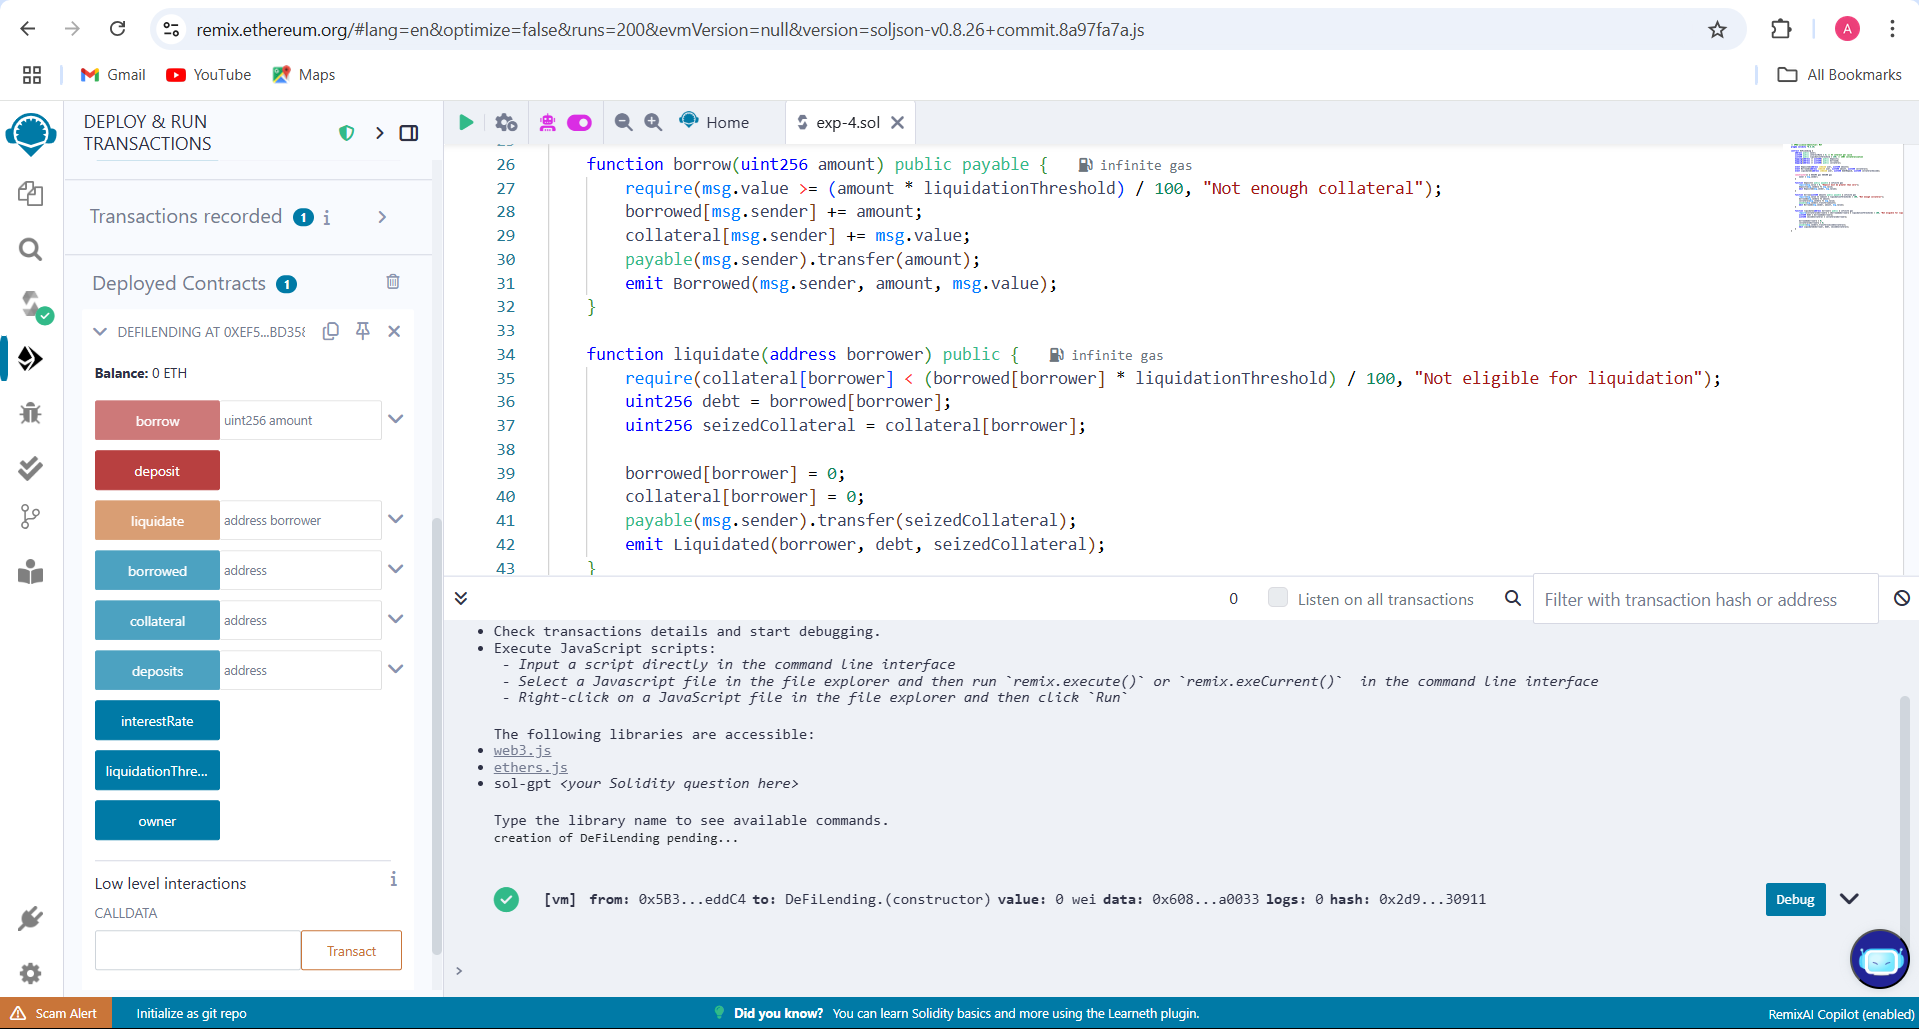 remix.ethereum.org/#lang=en&optimize=false&runs=200&evmVersion=null&version=soljson-v0.8.26+commit.8a97fa7a.js
A
Gmail
YouTube
Maps
All Bookmarks
DEPLOY & RUN
TRANSACTIONS
Transactions recorded 1 i
Deployed Contracts 1
DEFILENDING AT 0XEF5...BD358
Balance: 0 ETH
borrow uint256 amount
deposit
liquidate address borrower
borrowed address
collateral address
deposits address
interestRate
liquidationThre...
owner
Low level interactions i
CALLDATA
Transact
Home
exp-4.sol
26 function borrow(uint256 amount) public payable { infinite gas
27 require(msg.value >= (amount * liquidationThreshold) / 100, "Not enough collateral");
28 borrowed[msg.sender] += amount;
29 collateral[msg.sender] += msg.value;
30 payable(msg.sender).transfer(amount);
31 emit Borrowed(msg.sender, amount, msg.value);
32 }
33
34 function liquidate(address borrower) public { infinite gas
35 require(collateral[borrower] < (borrowed[borrower] * liquidationThreshold) / 100, "Not eligible for liquidation");
36 uint256 debt = borrowed[borrower];
37 uint256 seizedCollateral = collateral[borrower];
38
39 borrowed[borrower] = 0;
40 collateral[borrower] = 0;
41 payable(msg.sender).transfer(seizedCollateral);
42 emit Liquidated(borrower, debt, seizedCollateral);
43 }
0 Listen on all transactions Filter with transaction hash or address
• Check transactions details and start debugging.
• Execute JavaScript scripts:
- Input a script directly in the command line interface
- Select a Javascript file in the file explorer and then run `remix.execute()` or `remix.exeCurrent()` in the command line interface
- Right-click on a JavaScript file in the file explorer and then click `Run`
The following libraries are accessible:
• web3.js
• ethers.js
• sol-gpt <your Solidity question here>
Type the library name to see available commands.
creation of DeFiLending pending...
[vm] from: 0x5B3...eddC4 to: DeFiLending.(constructor) value: 0 wei data: 0x608...a0033 logs: 0 hash: 0x2d9...30911
Debug
>
Scam Alert
Initialize as git repo
Did you know? You can learn Solidity basics and more using the Learneth plugin.
RemixAI Copilot (enabled)